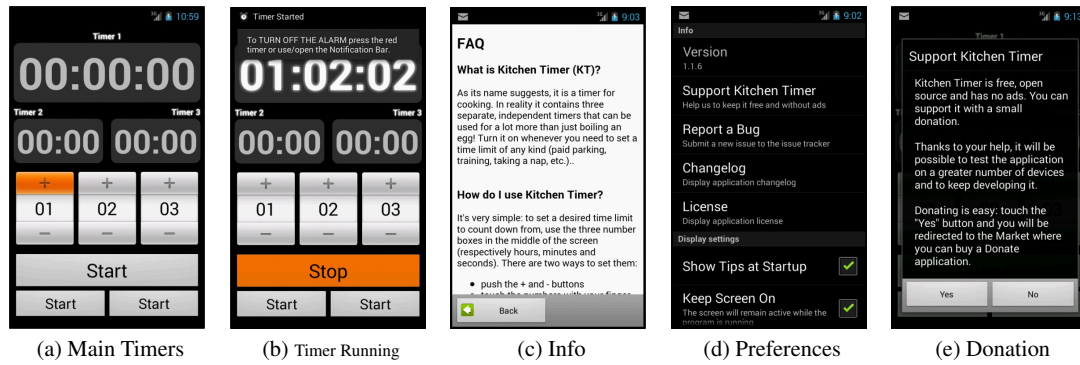 3G 10:59
Timer 1
00:00:00
Timer 2 Timer 3
00:00 00:00
+ + +
01 02 03
− − −
Start
Start Start
(a) Main Timers
Timer Started
To TURN OFF THE ALARM press the red
timer or use/open the Notification Bar.
01:02:02
Timer 2 Timer 3
00:00 00:00
+ + +
01 02 03
− − −
Stop
Start Start
(b) Timer Running
3G 9:03
FAQ
What is Kitchen Timer (KT)?
As its name suggests, it is a timer for
cooking. In reality it contains three
separate, independent timers that can be
used for a lot more than just boiling an
egg! Turn it on whenever you need to set a
time limit of any kind (paid parking,
training, taking a nap, etc.)..
How do I use Kitchen Timer?
It's very simple: to set a desired time limit
to count down from, use the three number
boxes in the middle of the screen
(respectively hours, minutes and
seconds). There are two ways to set them:
● push the + and - buttons
● touch the numbers with your finger
Back
(c) Info
3G 9:02
Info
Version
1.1.6
Support Kitchen Timer
Help us to keep it free and without ads
Report a Bug
Submit a new issue to the issue tracker
Changelog
Display application changelog
License
Display application license
Display settings
Show Tips at Startup
Keep Screen On
The screen will remain active while the
program is running
(d) Preferences
3G 9:13
Timer 1
Support Kitchen Timer
Kitchen Timer is free, open
source and has no ads. You can
support it with a small
donation.
Thanks to your help, it will be
possible to test the application
on a greater number of devices
and to keep developing it.
Donating is easy: touch the
"Yes" button and you will be
redirected to the Market where
you can buy a Donate
application.
Yes No
(e) Donation